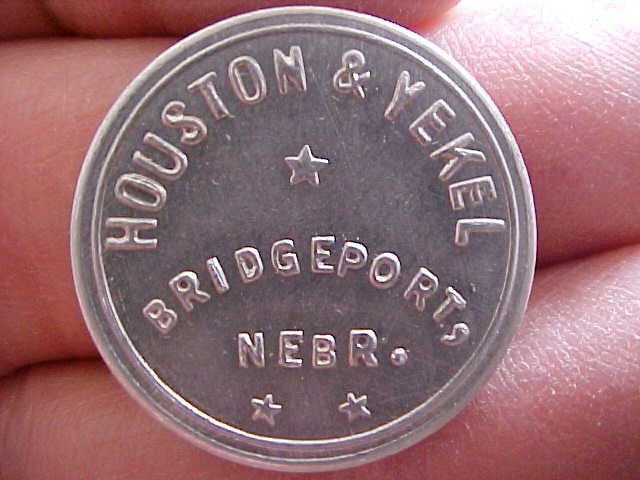 HOUSTON & YEKEL
BRIDGEPORT,
NEBR.